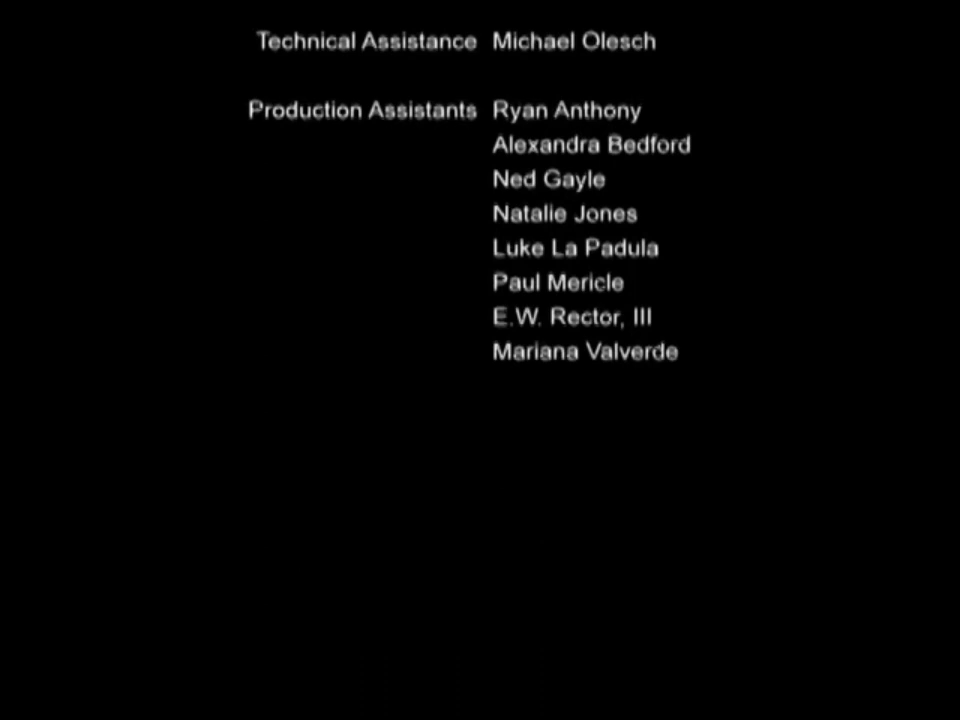 Technical Assistance Michael Olesch
Production Assistants Ryan Anthony
Alexandra Bedford
Ned Gayle
Natalie Jones
Luke La Padula
Paul Mericle
E.W. Rector, III
Mariana Valverde